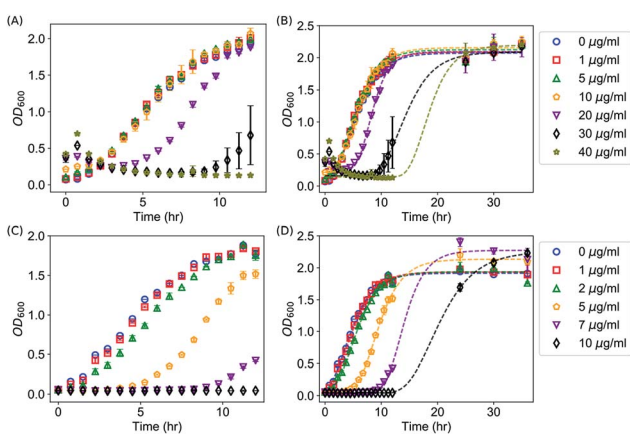 (A)
OD600
2.0
1.5
1.0
0.5
0.0
0
5
10
Time (hr)
(B)
OD600
2.5
2.0
1.5
1.0
0.5
0.0
0
10
20
30
Time (hr)
0 µg/ml
1 µg/ml
5 µg/ml
10 µg/ml
20 µg/ml
30 µg/ml
40 µg/ml
(C)
OD600
2.0
1.5
1.0
0.5
0.0
0
5
10
Time (hr)
(D)
OD600
2.5
2.0
1.5
1.0
0.5
0.0
0
10
20
30
Time (hr)
0 µg/ml
1 µg/ml
2 µg/ml
5 µg/ml
7 µg/ml
10 µg/ml